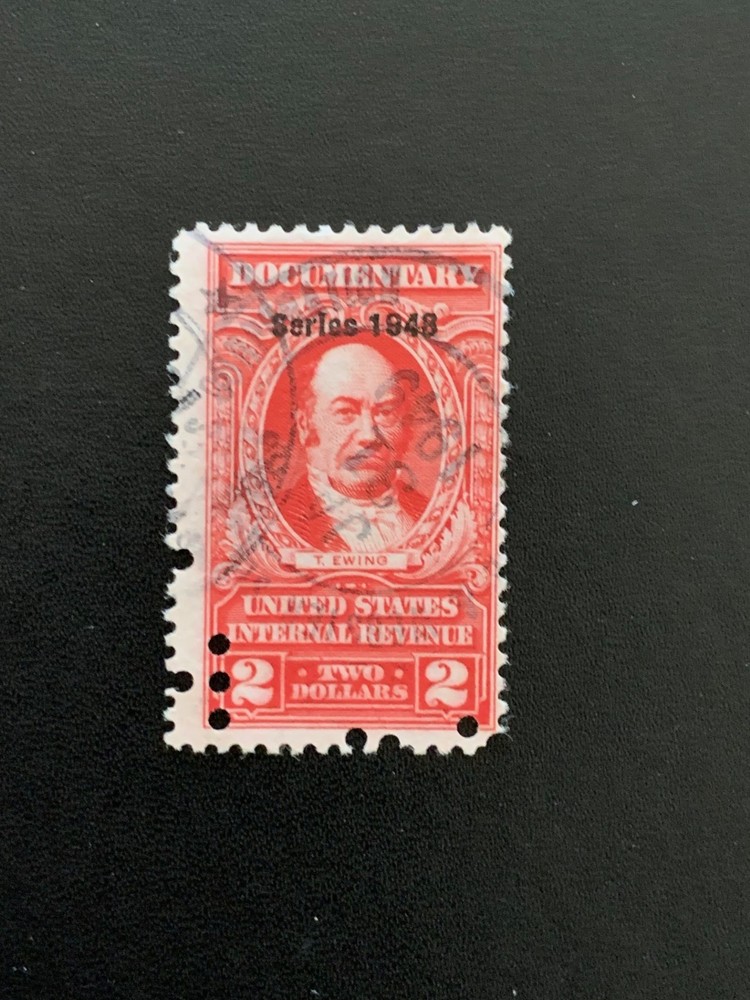 DOCUMENTARY
Series 1948
T. EWING
UNITED STATES
INTERNAL REVENUE
2 · TWO · 2
DOLLARS